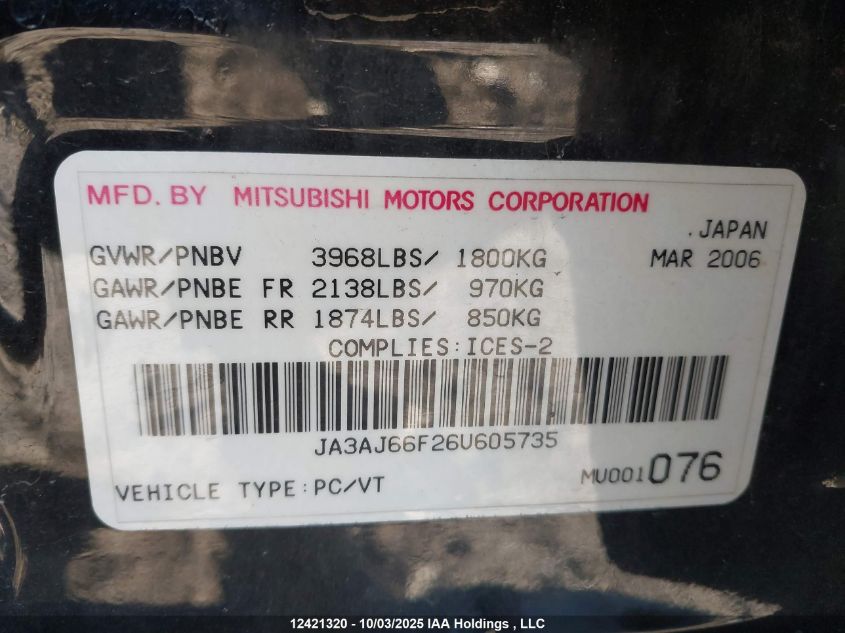 MFD. BY MITSUBISHI MOTORS CORPORATION
.JAPAN
GVWR/PNBV 3968LBS/ 1800KG MAR 2006
GAWR/PNBE FR 2138LBS/ 970KG
GAWR/PNBE RR 1874LBS/ 850KG
COMPLIES:ICES-2
JA3AJ66F26U605735
VEHICLE TYPE:PC/VT MU001076
12421320 - 10/03/2025 IAA Holdings , LLC